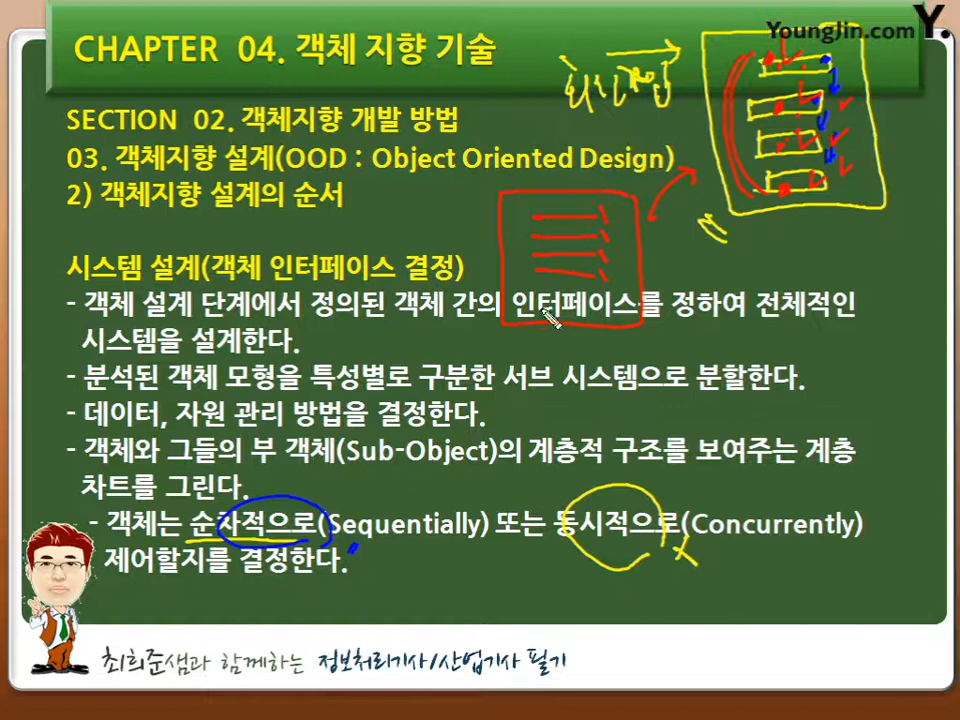 YoungJin.com Y.
CHAPTER 04. 객체 지향 기술
SECTION 02. 객체지향 개발 방법
03. 객체지향 설계(OOD : Object Oriented Design)
2) 객체지향 설계의 순서
시스템 설계(객체 인터페이스 결정)
- 객체 설계 단계에서 정의된 객체 간의 인터페이스를 정하여 전체적인
시스템을 설계한다.
- 분석된 객체 모형을 특성별로 구분한 서브 시스템으로 분할한다.
- 데이터, 자원 관리 방법을 결정한다.
- 객체와 그들의 부 객체(Sub-Object)의 계층적 구조를 보여주는 계층
차트를 그린다.
- 객체는 순차적으로(Sequentially) 또는 동시적으로(Concurrently)
제어할지를 결정한다.
최희준샘과 함께하는 정보처리기사/산업기사 필기